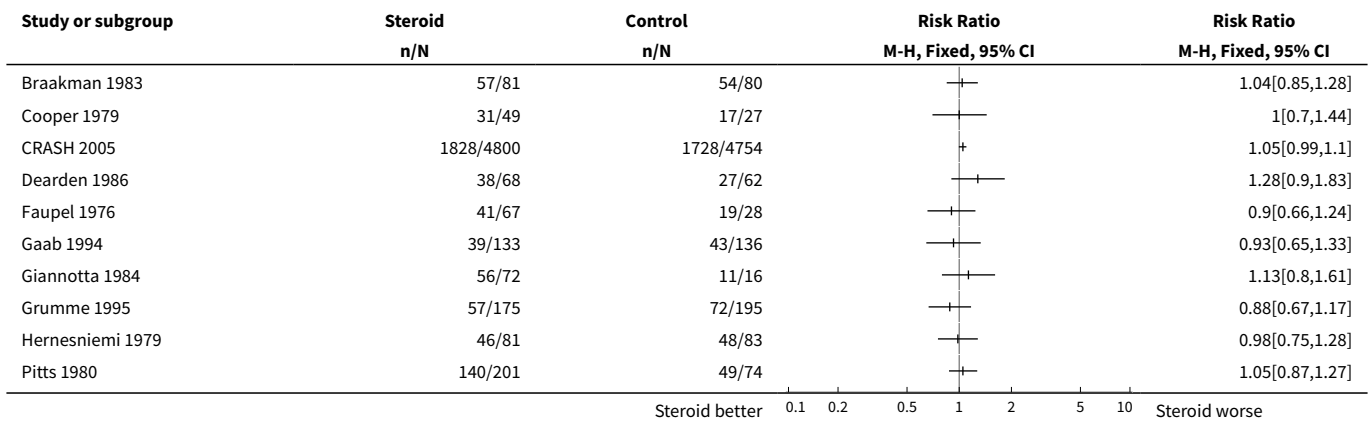 Study or subgroup Steroid Control Risk Ratio Risk Ratio
n/N n/N M-H, Fixed, 95% CI M-H, Fixed, 95% CI
Braakman 1983 57/81 54/80 1.04[0.85,1.28]
Cooper 1979 31/49 17/27 1[0.7,1.44]
CRASH 2005 1828/4800 1728/4754 1.05[0.99,1.1]
Dearden 1986 38/68 27/62 1.28[0.9,1.83]
Faupel 1976 41/67 19/28 0.9[0.66,1.24]
Gaab 1994 39/133 43/136 0.93[0.65,1.33]
Giannotta 1984 56/72 11/16 1.13[0.8,1.61]
Grumme 1995 57/175 72/195 0.88[0.67,1.17]
Hernesniemi 1979 46/81 48/83 0.98[0.75,1.28]
Pitts 1980 140/201 49/74 1.05[0.87,1.27]
Steroid better 0.1 0.2 0.5 1 2 5 10 Steroid worse